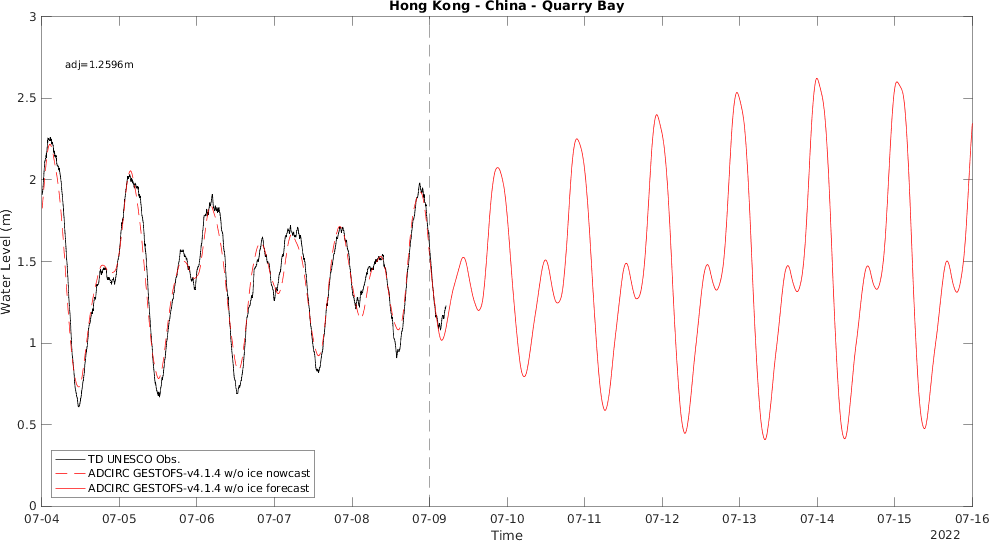 Hong Kong - China - Quarry Bay
3
adj=1.2596m
2.5
2
Water Level (m)
1.5
1
0.5
0
TD UNESCO Obs.
ADCIRC GESTOFS-v4.1.4 w/o ice nowcast
ADCIRC GESTOFS-v4.1.4 w/o ice forecast
07-04 07-05 07-06 07-07 07-08 07-09 07-10 07-11 07-12 07-13 07-14 07-15 07-16
Time
2022